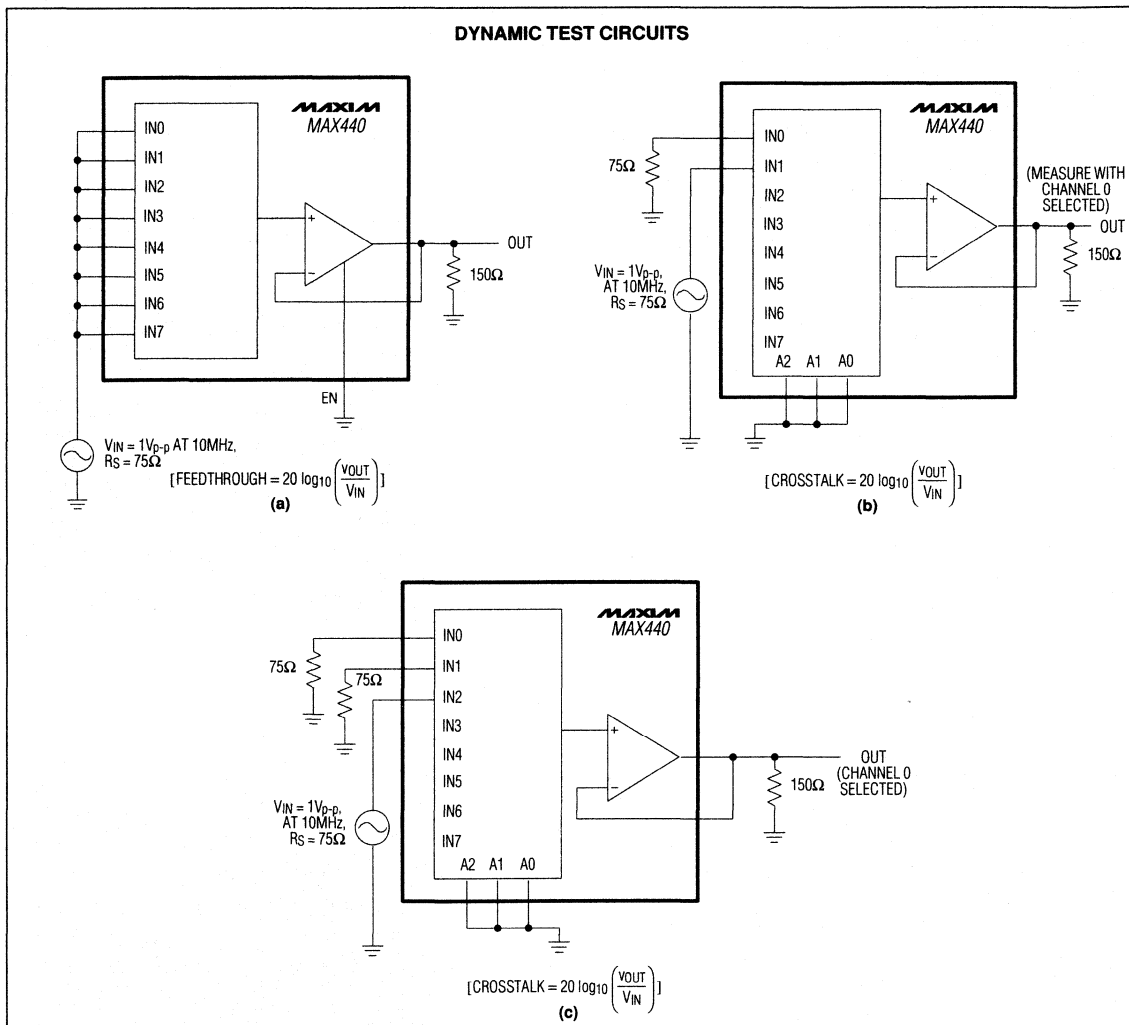 DYNAMIC TEST CIRCUITS
MAXIM
MAX440
IN0
IN1
IN2
IN3
IN4
IN5
IN6
IN7
+
−
OUT
150Ω
EN
VIN = 1Vp-p AT 10MHz,
RS = 75Ω
[FEEDTHROUGH = 20 log10 (vOUT/VIN)]
(a)
MAXIM
MAX440
75Ω
IN0
IN1
IN2
IN3
IN4
IN5
IN6
IN7
A2 A1 A0
+
−
(MEASURE WITH
CHANNEL 0
SELECTED)
OUT
150Ω
VIN = 1Vp-p,
AT 10MHz,
RS = 75Ω
[CROSSTALK = 20 log10 (vOUT/VIN)]
(b)
MAXIM
MAX440
75Ω
75Ω
IN0
IN1
IN2
IN3
IN4
IN5
IN6
IN7
A2 A1 A0
+
−
OUT
(CHANNEL 0
SELECTED)
150Ω
VIN = 1Vp-p,
AT 10MHz,
RS = 75Ω
[CROSSTALK = 20 log10 (vOUT/VIN)]
(c)